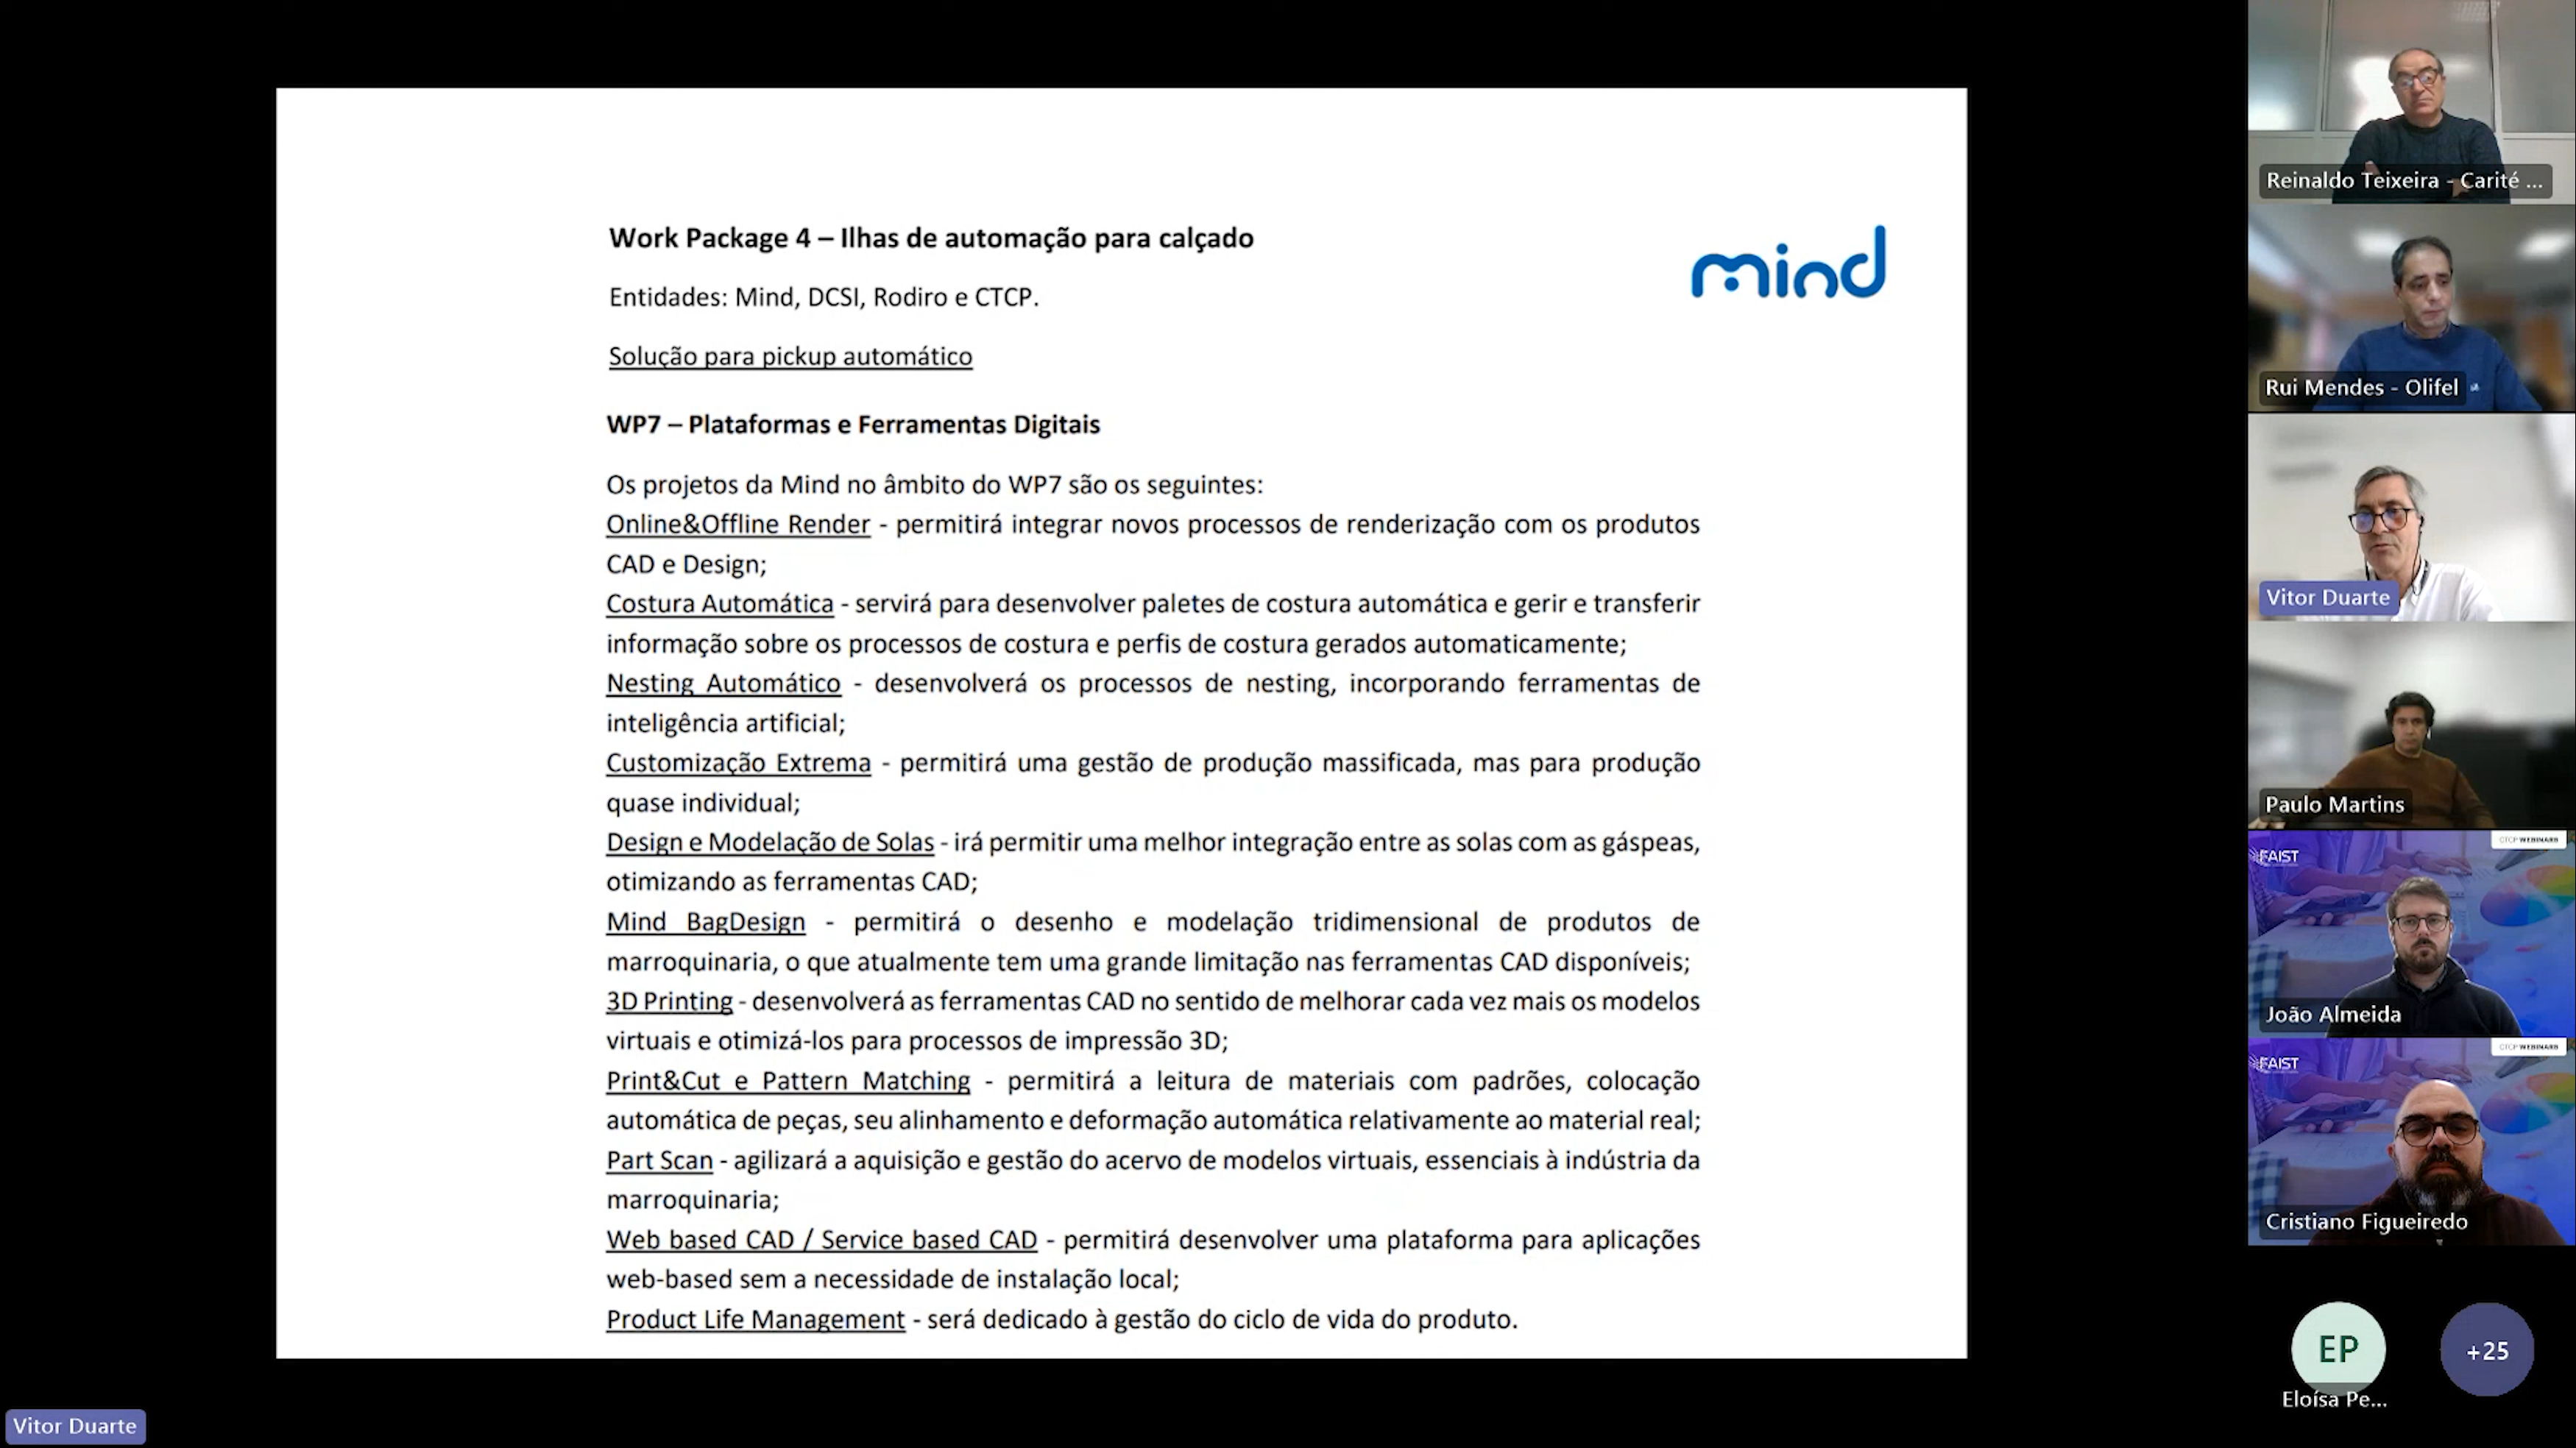 Work Package 4 – Ilhas de automação para calçado
mind
Entidades: Mind, DCSI, Rodiro e CTCP.
Solução para pickup automático
WP7 – Plataformas e Ferramentas Digitais
Os projetos da Mind no âmbito do WP7 são os seguintes:
Online&Offline Render - permitirá integrar novos processos de renderização com os produtos
CAD e Design;
Costura Automática - servirá para desenvolver paletes de costura automática e gerir e transferir
informação sobre os processos de costura e perfis de costura gerados automaticamente;
Nesting Automático - desenvolverá os processos de nesting, incorporando ferramentas de
inteligência artificial;
Customização Extrema - permitirá uma gestão de produção massificada, mas para produção
quase individual;
Design e Modelação de Solas - irá permitir uma melhor integração entre as solas com as gáspeas,
otimizando as ferramentas CAD;
Mind BagDesign - permitirá o desenho e modelação tridimensional de produtos de
marroquinaria, o que atualmente tem uma grande limitação nas ferramentas CAD disponíveis;
3D Printing - desenvolverá as ferramentas CAD no sentido de melhorar cada vez mais os modelos
virtuais e otimizá-los para processos de impressão 3D;
Print&Cut e Pattern Matching - permitirá a leitura de materiais com padrões, colocação
automática de peças, seu alinhamento e deformação automática relativamente ao material real;
Part Scan - agilizará a aquisição e gestão do acervo de modelos virtuais, essenciais à indústria da
marroquinaria;
Web based CAD / Service based CAD - permitirá desenvolver uma plataforma para aplicações
web-based sem a necessidade de instalação local;
Product Life Management - será dedicado à gestão do ciclo de vida do produto.
Vitor Duarte
Reinaldo Teixeira - Carité ...
Rui Mendes - Olifel
Vitor Duarte
Paulo Martins
CTCP WEBINARS
FAIST
João Almeida
CTCP WEBINARS
FAIST
Cristiano Figueiredo
EP
+25
Eloísa Pe...